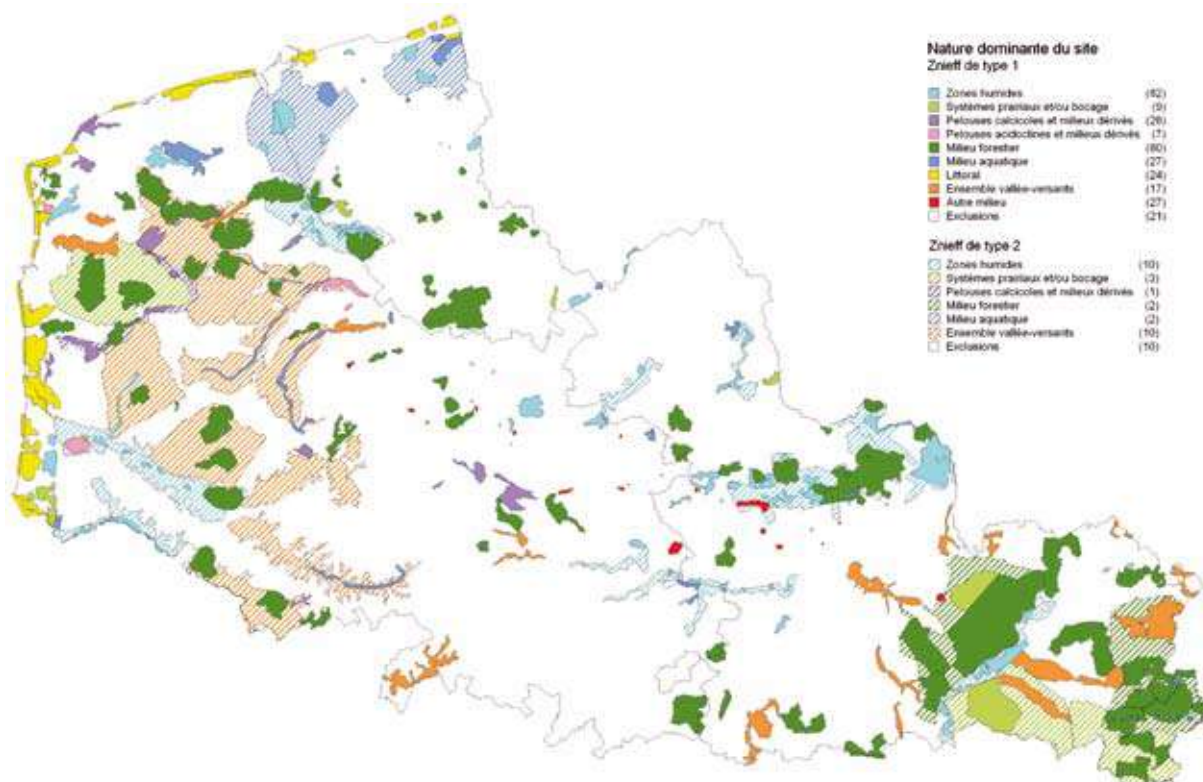 Nature dominante du site
Znieff de type 1
Zones humides (62)
Systèmes prairiaux et/ou bocage (9)
Pelouses calcicoles et milieux dérivés (28)
Pelouses acidoclines et milieux dérivés (7)
Milieu forestier (80)
Milieu aquatique (27)
Littoral (24)
Ensemble vallée-versants (17)
Autre milieu (27)
Exclusions (21)
Znieff de type 2
Zones humides (10)
Systèmes prairiaux et/ou bocage (3)
Pelouses calcicoles et milieux dérivés (1)
Milieu forestier (2)
Milieu aquatique (2)
Ensemble vallée-versants (10)
Exclusions (10)